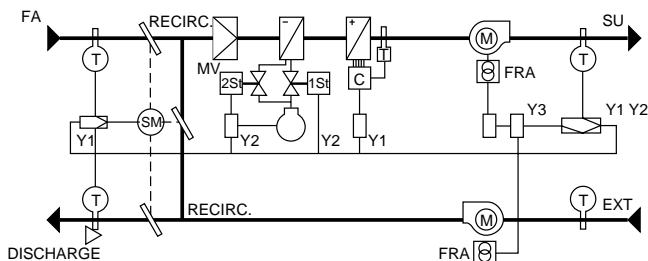 FA
RECIRC.
SU
-
+
M
T
MV
T
T
2St
1St
C
FRA
SM
Y1
Y2
Y2
Y1
Y3
Y1 Y2
T
RECIRC.
M
T
EXT
DISCHARGE
FRA